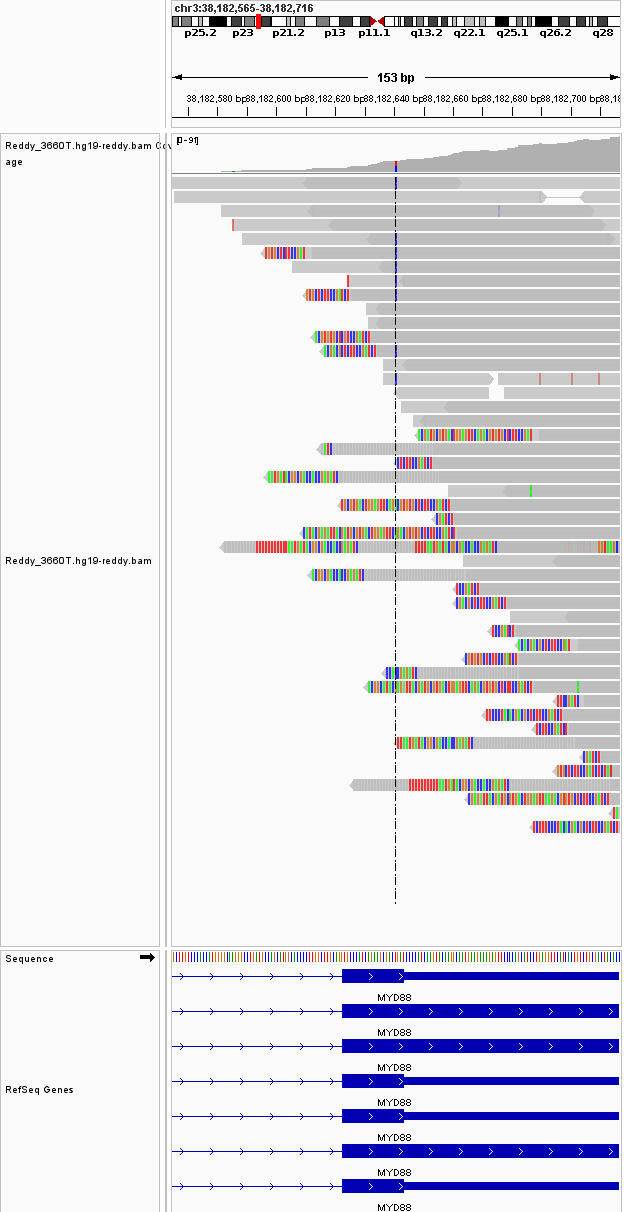 chr3:38,182,565-38,182,716
p25.2 p23 p21.2 p13 p11.1 q13.2 q22.1 q25.1 q26.2 q28
153 bp
38,182,580 bp 38,182,600 bp 38,182,620 bp 38,182,640 bp 38,182,660 bp 38,182,680 bp 38,182,700 bp
[0-91]
Reddy_3660T.hg19-reddy.bam Cov
age
Reddy_3660T.hg19-reddy.bam
Sequence
MYD88
MYD88
MYD88
MYD88
RefSeq Genes
MYD88
MYD88
MYD88
MYD88